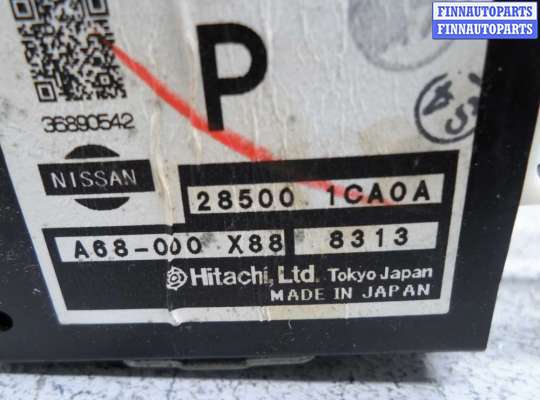 FINNAUTOPARTS
FINNAUTOPARTS
P
36890542
NISSAN
28500 1CA0A
A68-000 X88 8313
Hitachi, Ltd. Tokyo Japan
MADE IN JAPAN